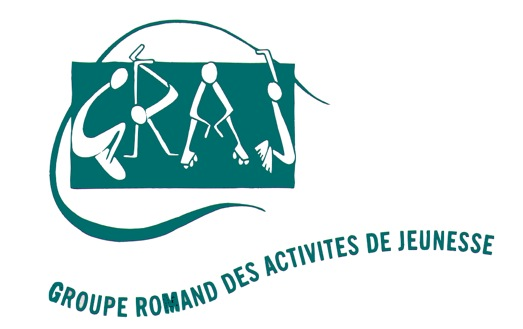 GRAJ
GROUPE ROMAND DES ACTIVITES DE JEUNESSE